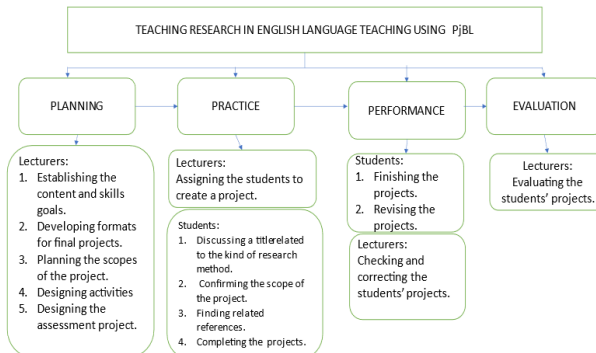 TEACHING RESEARCH IN ENGLISH LANGUAGE TEACHING USING PjBL
PLANNING
PRACTICE
PERFORMANCE
EVALUATION
Lecturers:
1. Establishing the
content and skills
goals.
2. Developing formats
for final projects.
3. Planning the scopes
of the project.
4. Designing activities
5. Designing the
assessment project.
Lecturers:
Assigning the students to
create a project.
Students:
1. Discussing a titlerelated
to the kind of research
method.
2. Confirming the scope of
the project.
3. Finding related
references.
4. Completing the projects.
Students:
1. Finishing the
projects.
2. Revising the
projects.
Lecturers:
Checking and
correcting the
students' projects.
Lecturers:
Evaluating the
students' projects.